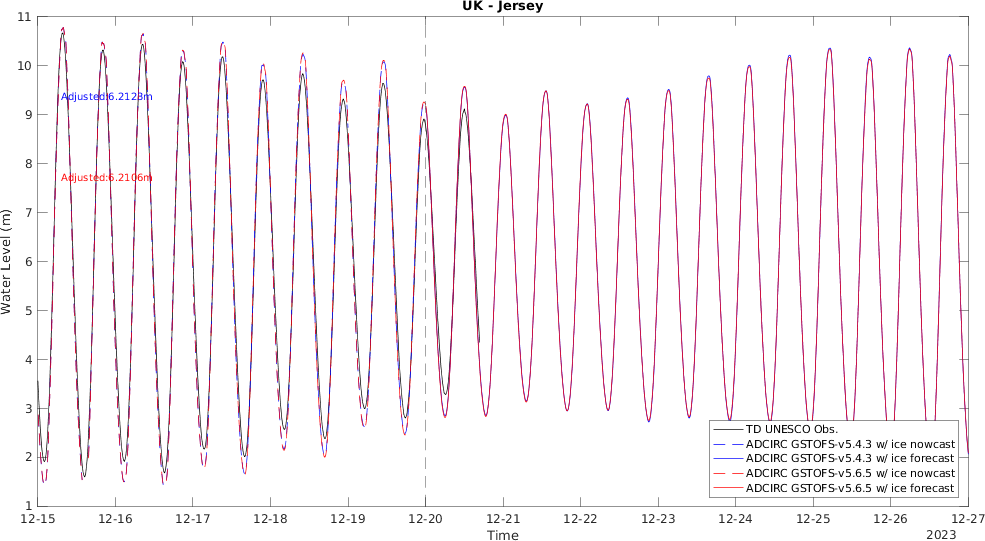 UK - Jersey
11
10
9
8
7
6
5
4
3
2
1
Water Level (m)
Adjusted:6.2123m
Adjusted:6.2106m
TD UNESCO Obs.
ADCIRC GSTOFS-v5.4.3 w/ ice nowcast
ADCIRC GSTOFS-v5.4.3 w/ ice forecast
ADCIRC GSTOFS-v5.6.5 w/ ice nowcast
ADCIRC GSTOFS-v5.6.5 w/ ice forecast
12-15 12-16 12-17 12-18 12-19 12-20 12-21 12-22 12-23 12-24 12-25 12-26 12-27
Time
2023